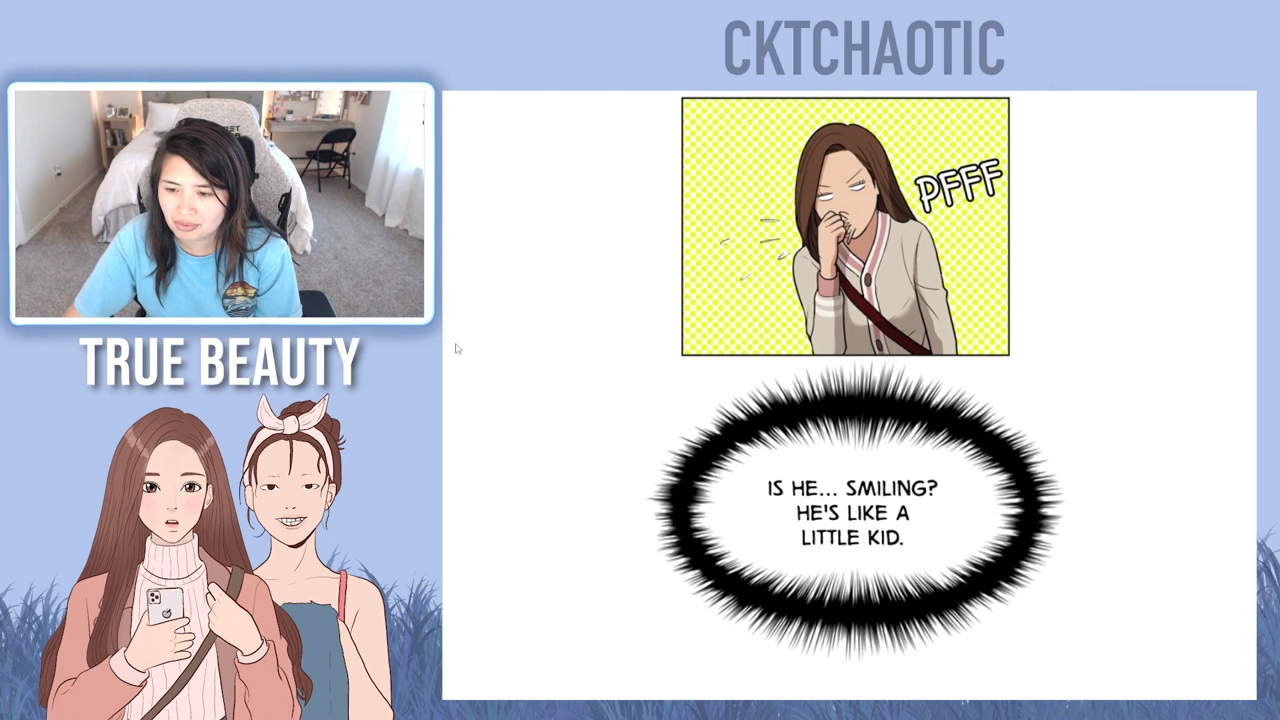 CKTCHAOTIC
TRUE BEAUTY
PFFF
IS HE... SMILING?
HE'S LIKE A
LITTLE KID.